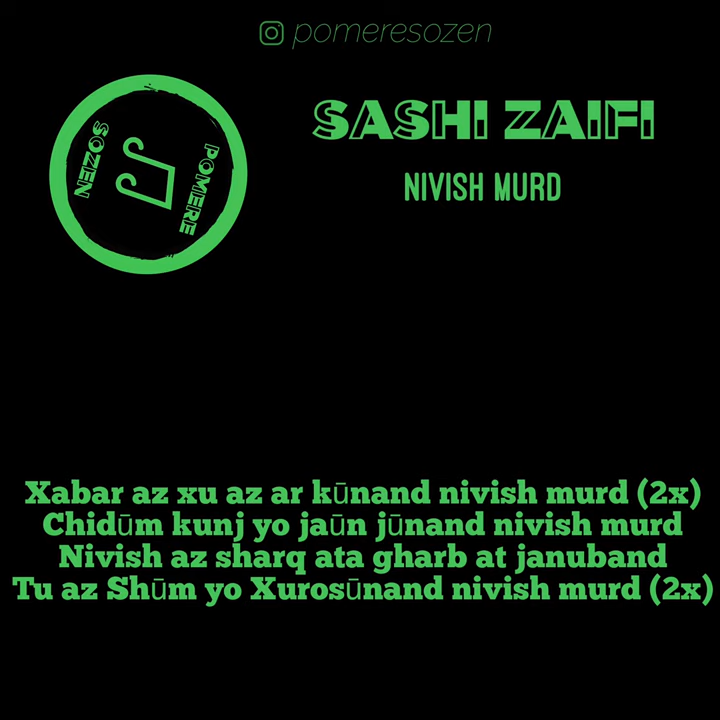 pomeresozen
SASHI ZAIFI
NIVISH MURD
POMERE
SOZEN
Xabar az xu az ar kūnand nivish murd (2x)
Chidūm kunj yo jaūn jūnand nivish murd
Nivish az sharq ata gharb at januband
Tu az Shūm yo Xurosūnand nivish murd (2x)